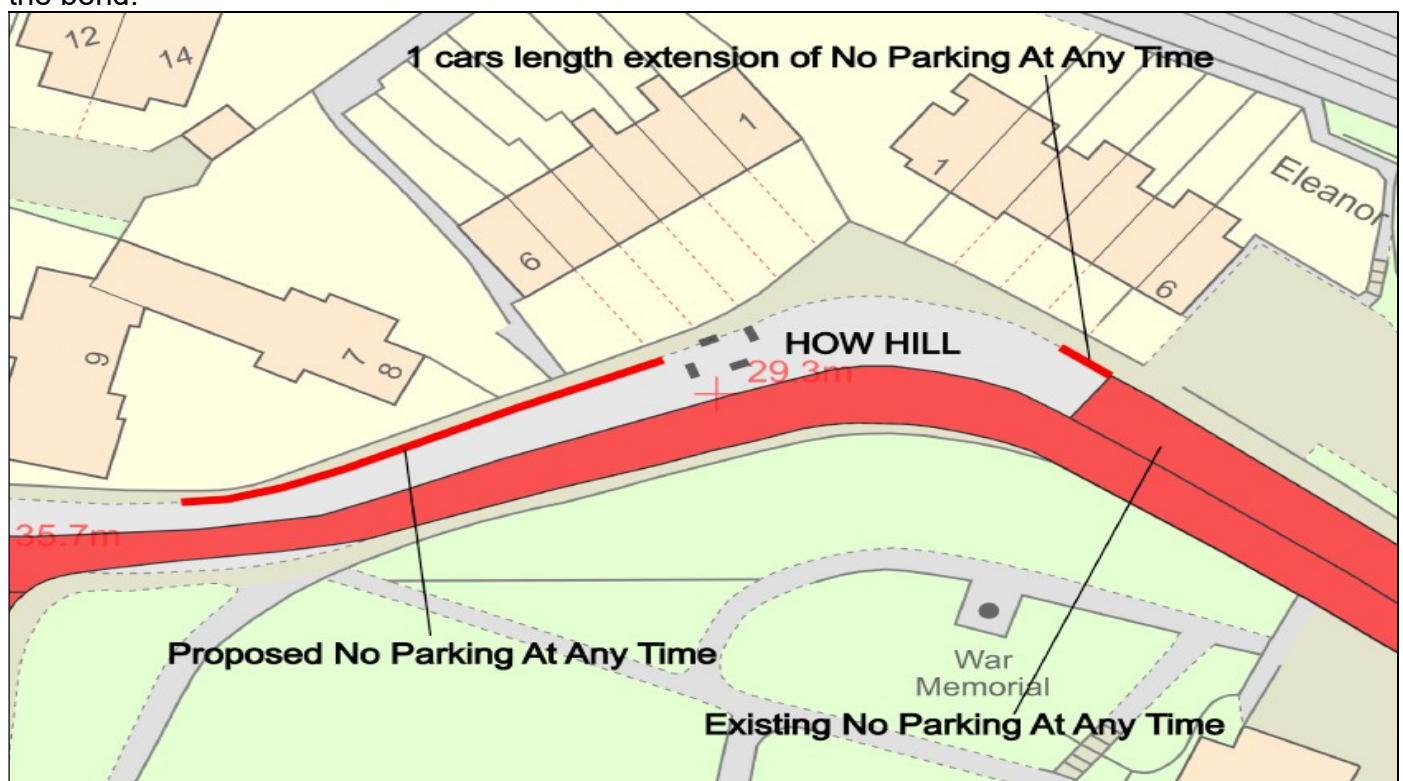 the bend.
12
14
1 cars length extension of No Parking At Any Time
1
1
Eleanor
6
6
HOW HILL
29.3m
9
7
8
35.7m
Proposed No Parking At Any Time
War
Memorial
Existing No Parking At Any Time